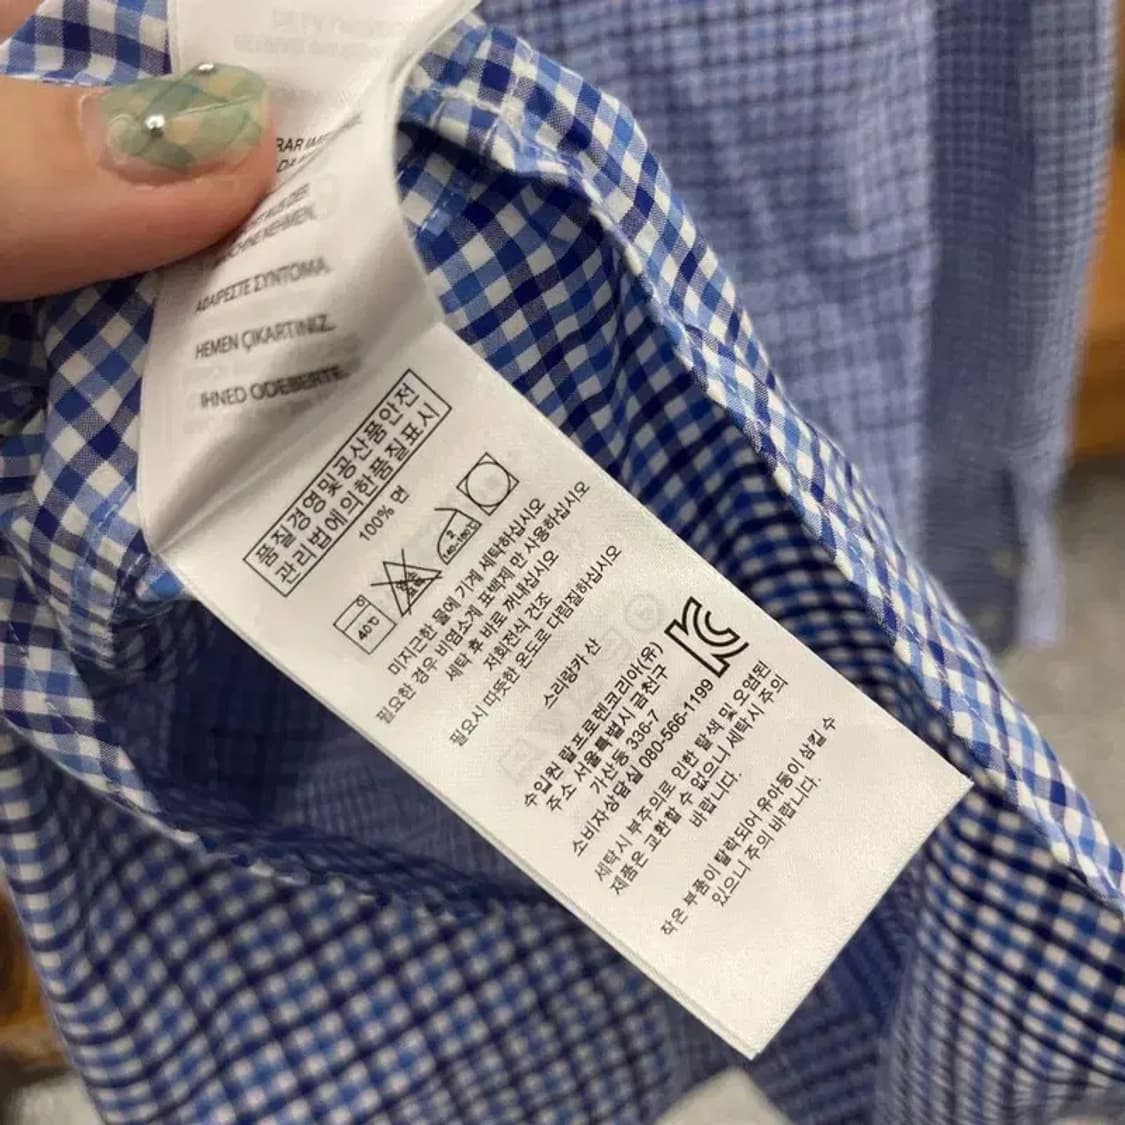 HEMEN ÇIKARTINIZ.
IHNED ODEBERTE.
품질경영및공산품안전
관리법에의한품질표시
100% 면
40℃
염소
표백
2
140-160℃
미지근한 물에 기계 세탁하십시오
필요한 경우 비염소계 표백제 만 사용하십시오
세탁 후 바로 꺼내십시오
저회전식 건조
필요시 따뜻한 온도로 다림질하십시오
스리랑카 산
수입원 랄프로렌코리아(유)
주소 서울특별시 금천구
가산동 336-7
소비자상담실 080-566-1199
세탁시 부주의로 인한 탈색 및 오염된
제품은 교환할 수 없으니 세탁시 주의
바랍니다.
작은 부품이 탈락되어 유아동이 삼킬 수
있으니 주의 바랍니다.